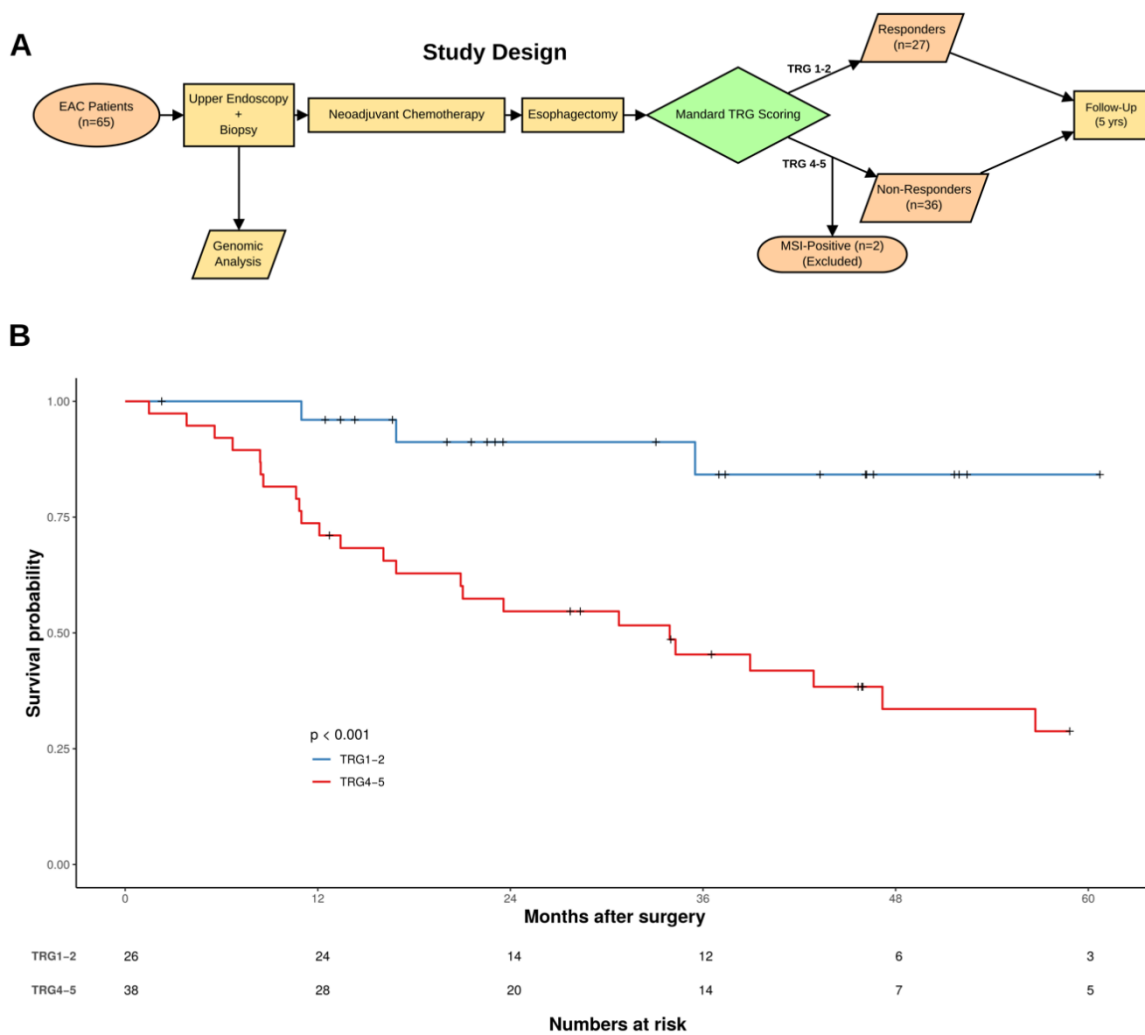 A
Study Design
EAC Patients
(n=65)
Upper Endoscopy
+
Biopsy
Genomic
Analysis
Neoadjuvant Chemotherapy
Esophagectomy
Mandard TRG Scoring
TRG 1-2
Responders
(n=27)
TRG 4-5
Non-Responders
(n=36)
MSI-Positive (n=2)
(Excluded)
Follow-Up
(5 yrs)
B
Survival probability
1.00
0.75
0.50
0.25
0.00
p < 0.001
TRG1−2
TRG4−5
0 12 24 36 48 60
Months after surgery
TRG1-2 26 24 14 12 6 3
TRG4-5 38 28 20 14 7 5
Numbers at risk